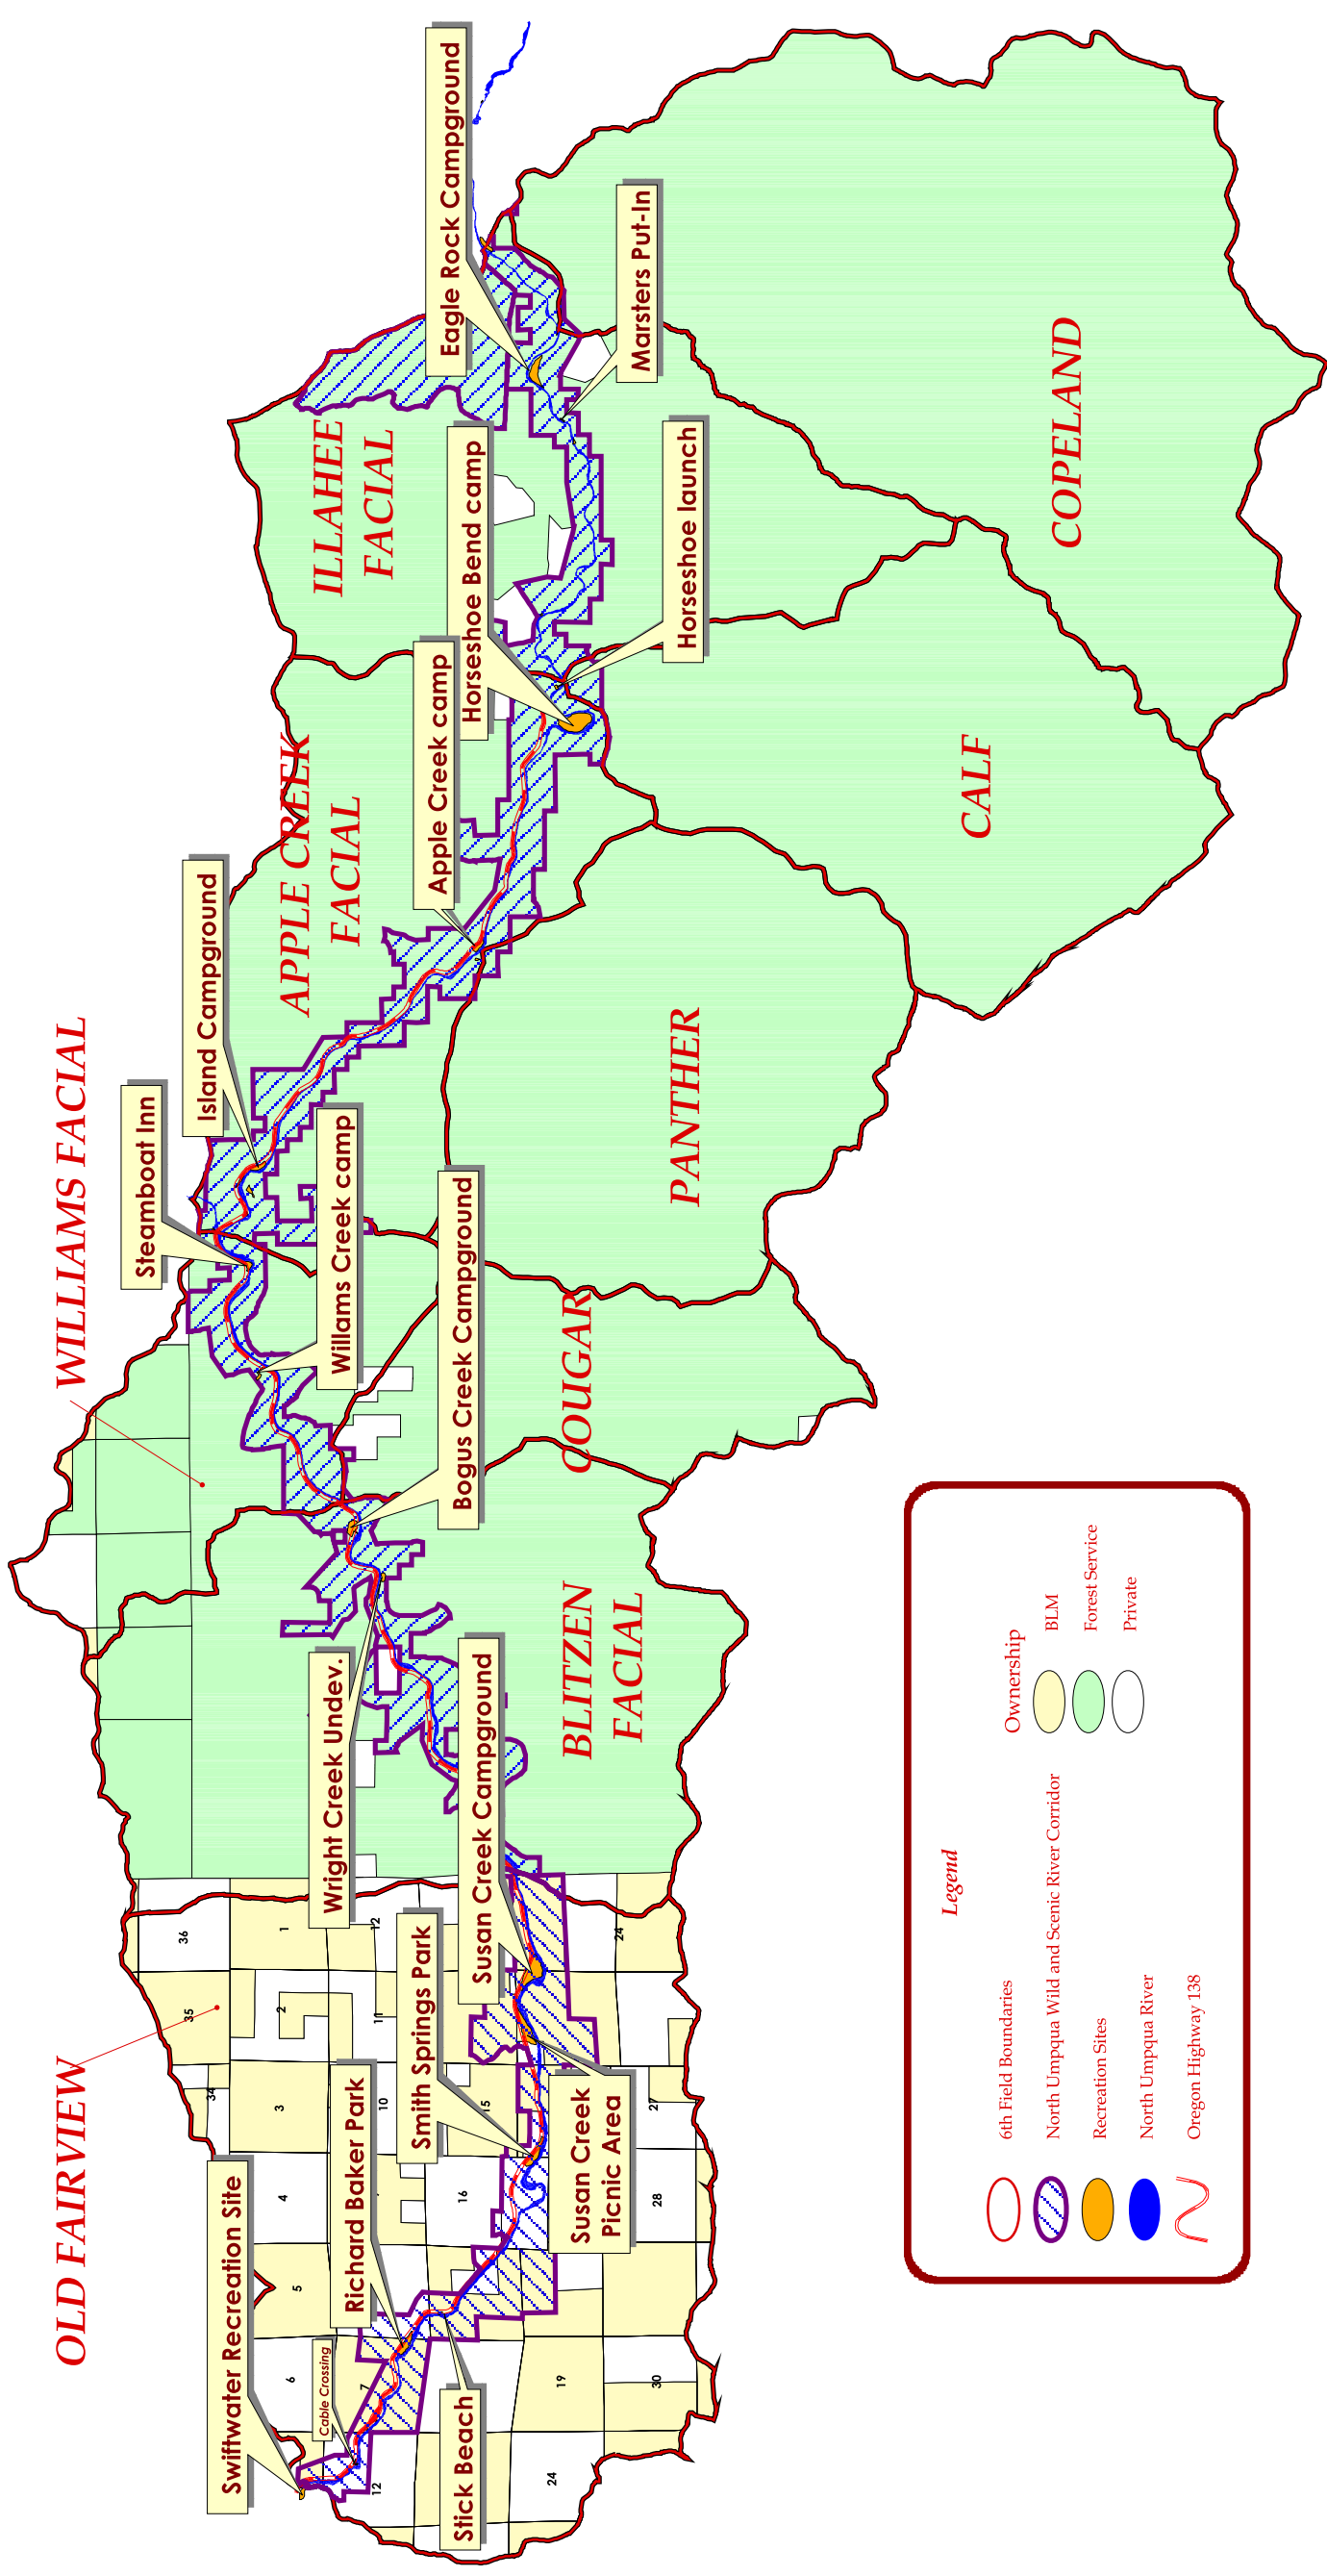 OLD FAIRVIEW
WILLIAMS FACIAL
Swiftwater Recreation Site
Steamboat Inn
Island Campground
APPLE CREEK
FACIAL
ILLAHEE
FACIAL
Cable Crossing
Richard Baker Park
Wright Creek Undev.
Willams Creek camp
Smith Springs Park
Apple Creek camp
Eagle Rock Campground
Stick Beach
Susan Creek Campground
Bogus Creek Campground
Horseshoe Bend camp
Susan Creek
Picnic Area
BLITZEN
FACIAL
COUGAR
PANTHER
Marsters Put-In
Horseshoe launch
CALF
COPELAND
36
35
34
1
2
3
4
5
6
12
11
10
7
15
16
12
24
27
28
19
30
24
Legend
6th Field Boundaries
North Umpqua Wild and Scenic River Corridor
Recreation Sites
North Umpqua River
Oregon Highway 138
Ownership
BLM
Forest Service
Private